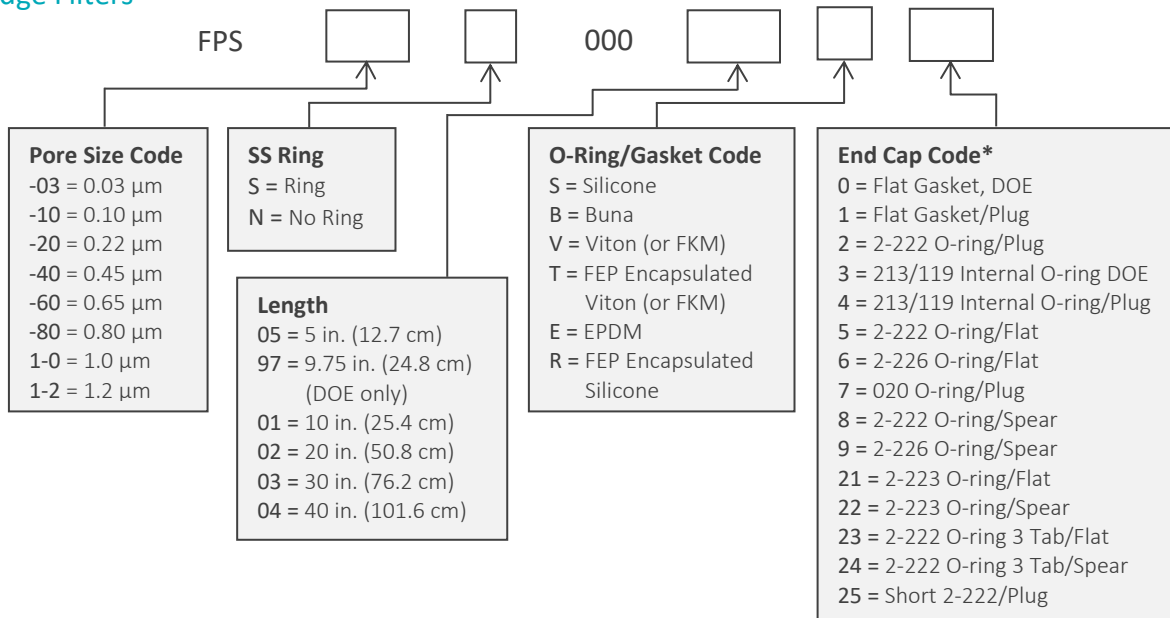 FPS 000
Pore Size Code
-03 = 0.03 µm
-10 = 0.10 µm
-20 = 0.22 µm
-40 = 0.45 µm
-60 = 0.65 µm
-80 = 0.80 µm
1-0 = 1.0 µm
1-2 = 1.2 µm
SS Ring
S = Ring
N = No Ring
Length
05 = 5 in. (12.7 cm)
97 = 9.75 in. (24.8 cm)
(DOE only)
01 = 10 in. (25.4 cm)
02 = 20 in. (50.8 cm)
03 = 30 in. (76.2 cm)
04 = 40 in. (101.6 cm)
O-Ring/Gasket Code
S = Silicone
B = Buna
V = Viton (or FKM)
T = FEP Encapsulated
Viton (or FKM)
E = EPDM
R = FEP Encapsulated
Silicone
End Cap Code*
0 = Flat Gasket, DOE
1 = Flat Gasket/Plug
2 = 2-222 O-ring/Plug
3 = 213/119 Internal O-ring DOE
4 = 213/119 Internal O-ring/Plug
5 = 2-222 O-ring/Flat
6 = 2-226 O-ring/Flat
7 = 020 O-ring/Plug
8 = 2-222 O-ring/Spear
9 = 2-226 O-ring/Spear
21 = 2-223 O-ring/Flat
22 = 2-223 O-ring/Spear
23 = 2-222 O-ring 3 Tab/Flat
24 = 2-222 O-ring 3 Tab/Spear
25 = Short 2-222/Plug